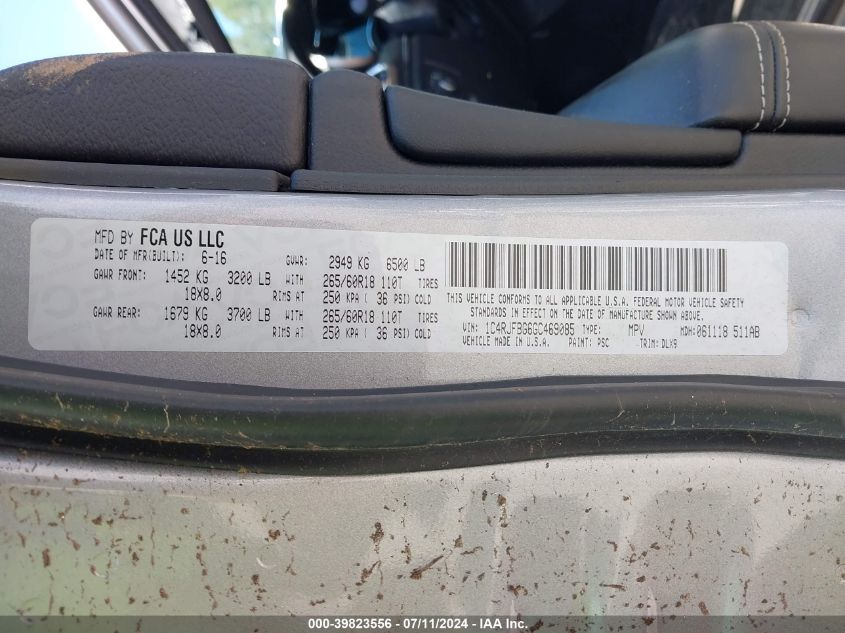 MFD BY FCA US LLC
DATE OF MFR(BUILT): 6-16 GVWR: 2949 KG 6500 LB
GAWR FRONT: 1452 KG 3200 LB WITH 265/60R18 110T TIRES
18X8.0 RIMS AT 250 KPA ( 36 PSI) COLD
GAWR REAR: 1679 KG 3700 LB WITH 265/60R18 110T TIRES
18X8.0 RIMS AT 250 KPA ( 36 PSI) COLD
THIS VEHICLE CONFORMS TO ALL APPLICABLE U.S.A. FEDERAL MOTOR VEHICLE SAFETY
STANDARDS IN EFFECT ON THE DATE OF MANUFACTURE SHOWN ABOVE.
VIN: 1C4RJFBG6GC469085 TYPE: MPV MDH: 061118 511AB
VEHICLE MADE IN U.S.A. PAINT: PSC TRIM: DLX9
000-39823556 - 07/11/2024 - IAAI.com